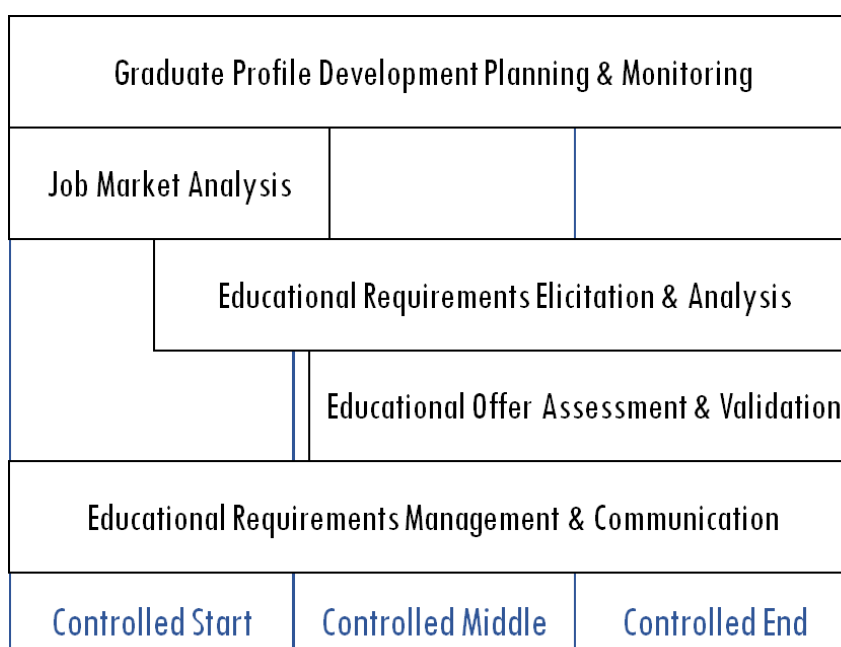 Graduate Profile Development Planning & Monitoring
Job Market Analysis
Educational Requirements Elicitation & Analysis
Educational Offer Assessment & Validation
Educational Requirements Management & Communication
Controlled Start
Controlled Middle
Controlled End